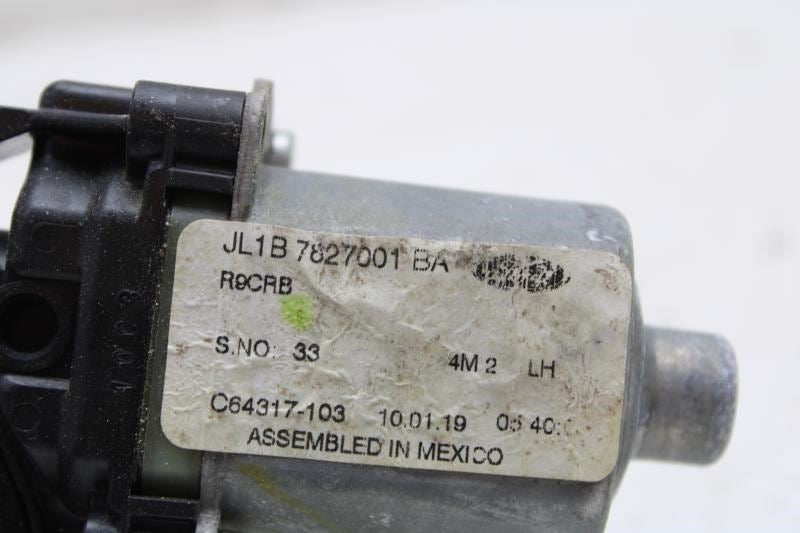 JL1B 7827001 BA
R9CRB
S.NO: 33 4M 2 LH
C64317-103 10.01.19
ASSEMBLED IN MEXICO